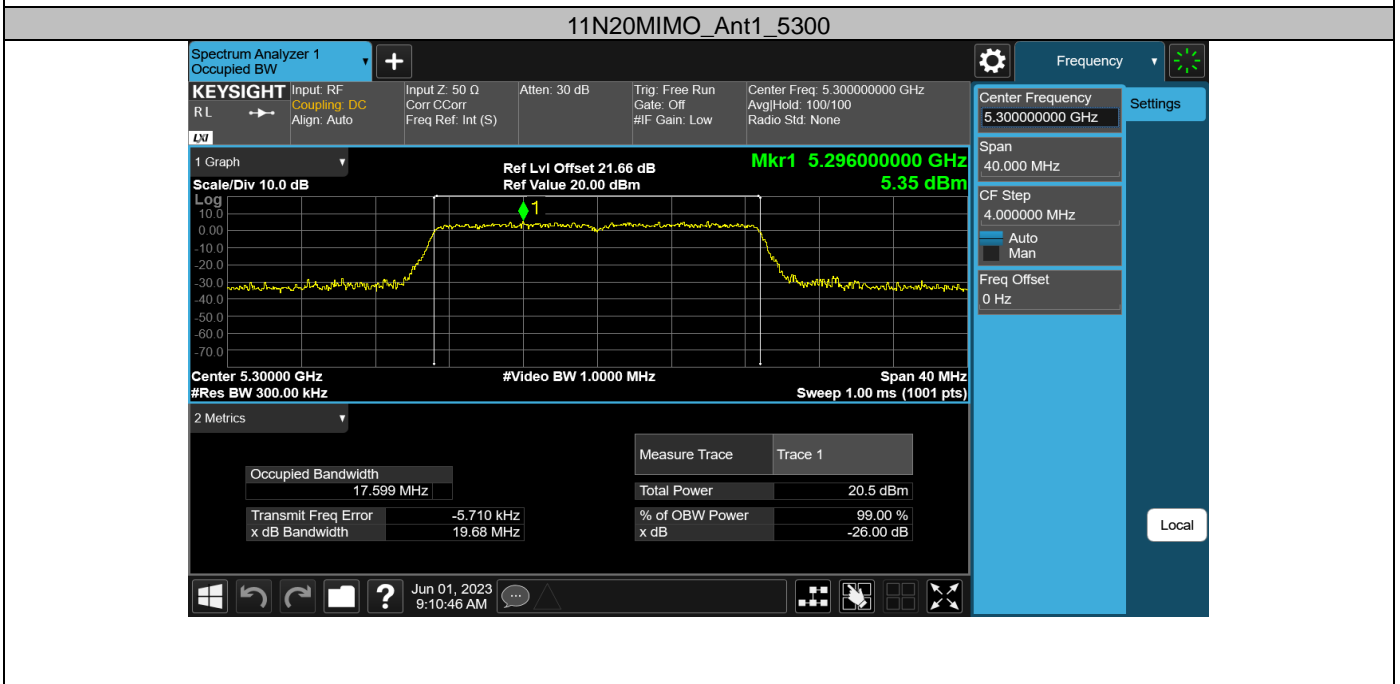 11N20MIMO_Ant1_5300
Spectrum Analyzer 1
Occupied BW
+
Frequency
KEYSIGHT
R L
LXI
Input: RF
Coupling: DC
Align: Auto
Input Z: 50 Ω
Corr CCorr
Freq Ref: Int (S)
Atten: 30 dB
Trig: Free Run
Gate: Off
#IF Gain: Low
Center Freq: 5.300000000 GHz
Avg|Hold: 100/100
Radio Std: None
Center Frequency
5.300000000 GHz
Settings
Span
40.000 MHz
CF Step
4.000000 MHz
Auto
Man
Freq Offset
0 Hz
1 Graph
Scale/Div 10.0 dB
Ref Lvl Offset 21.66 dB
Ref Value 20.00 dBm
Mkr1 5.296000000 GHz
5.35 dBm
Log
10.0
0.00
-10.0
-20.0
-30.0
-40.0
-50.0
-60.0
-70.0
1
Center 5.30000 GHz
#Res BW 300.00 kHz
#Video BW 1.0000 MHz
Span 40 MHz
Sweep 1.00 ms (1001 pts)
2 Metrics
Measure Trace Trace 1
Occupied Bandwidth
17.599 MHz
Total Power 20.5 dBm
Transmit Freq Error -5.710 kHz
% of OBW Power 99.00 %
x dB Bandwidth 19.68 MHz
x dB -26.00 dB
Local
?
Jun 01, 2023
9:10:46 AM